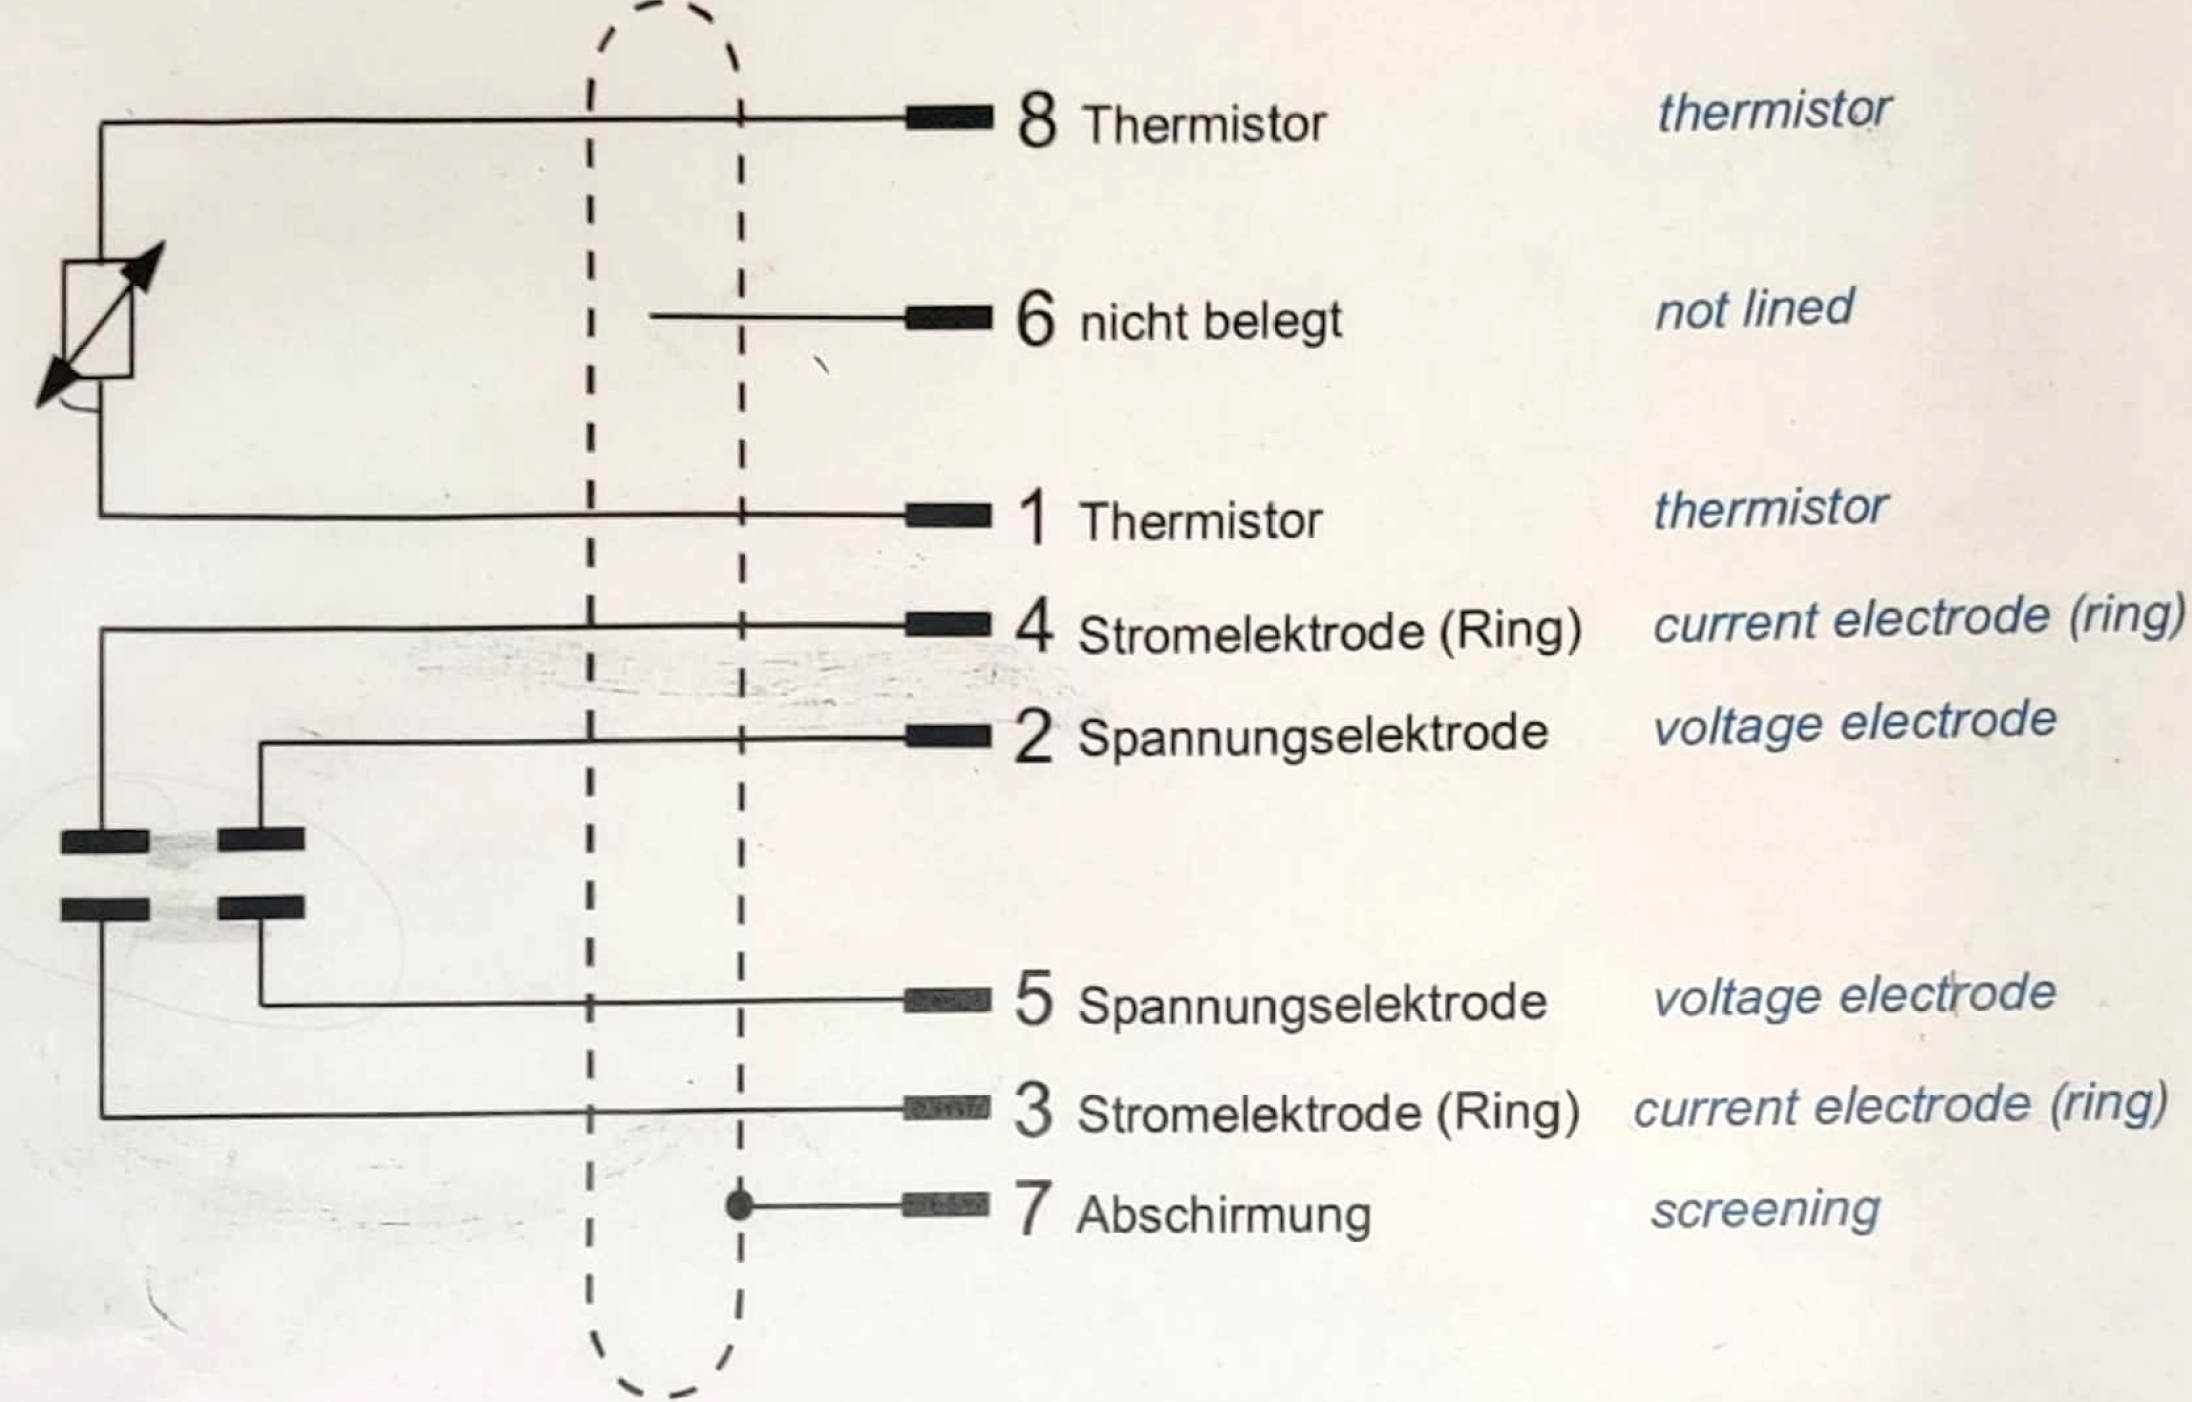 8 Thermistor thermistor
6 nicht belegt not lined
1 Thermistor thermistor
4 Stromelektrode (Ring) current electrode (ring)
2 Spannungselektrode voltage electrode
5 Spannungselektrode voltage electrode
3 Stromelektrode (Ring) current electrode (ring)
7 Abschirmung screening